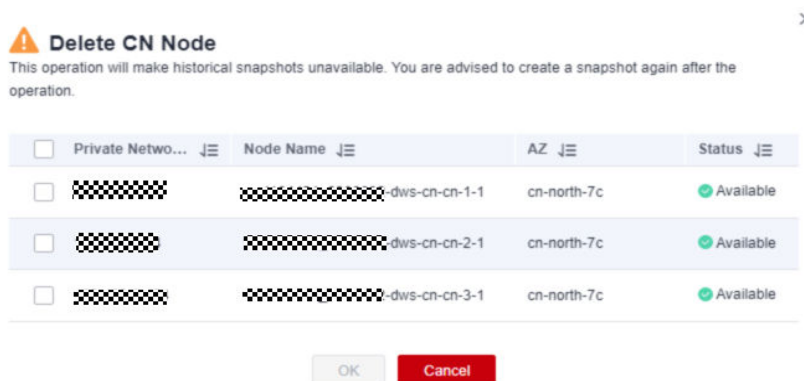 Delete CN Node
This operation will make historical snapshots unavailable. You are advised to create a snapshot again after the
operation.
Private Netwo... Node Name AZ Status
-dws-cn-cn-1-1 cn-north-7c Available
-dws-cn-cn-2-1 cn-north-7c Available
-dws-cn-cn-3-1 cn-north-7c Available
OK Cancel